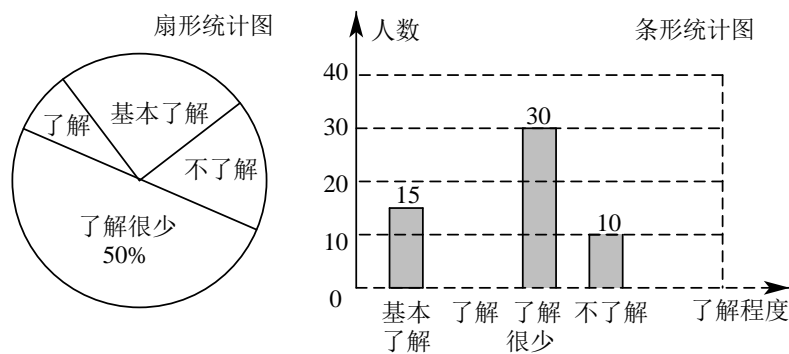 扇形统计图
了解
基本了解
不了解
了解很少
50%
人数
条形统计图
40
30
20
10
0
15
30
10
基本
了解
了解
了解
很少
不了解
了解程度